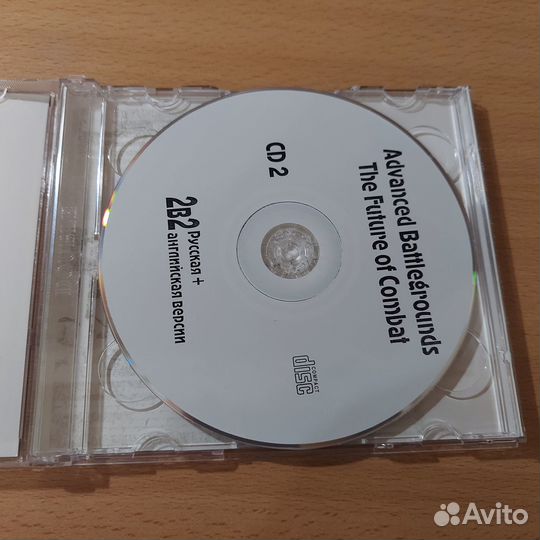 Advanced Battlegrounds
The Future of Combat
CD 2
2В2 Русская +
английская версии
COMPACT
disc
Avito